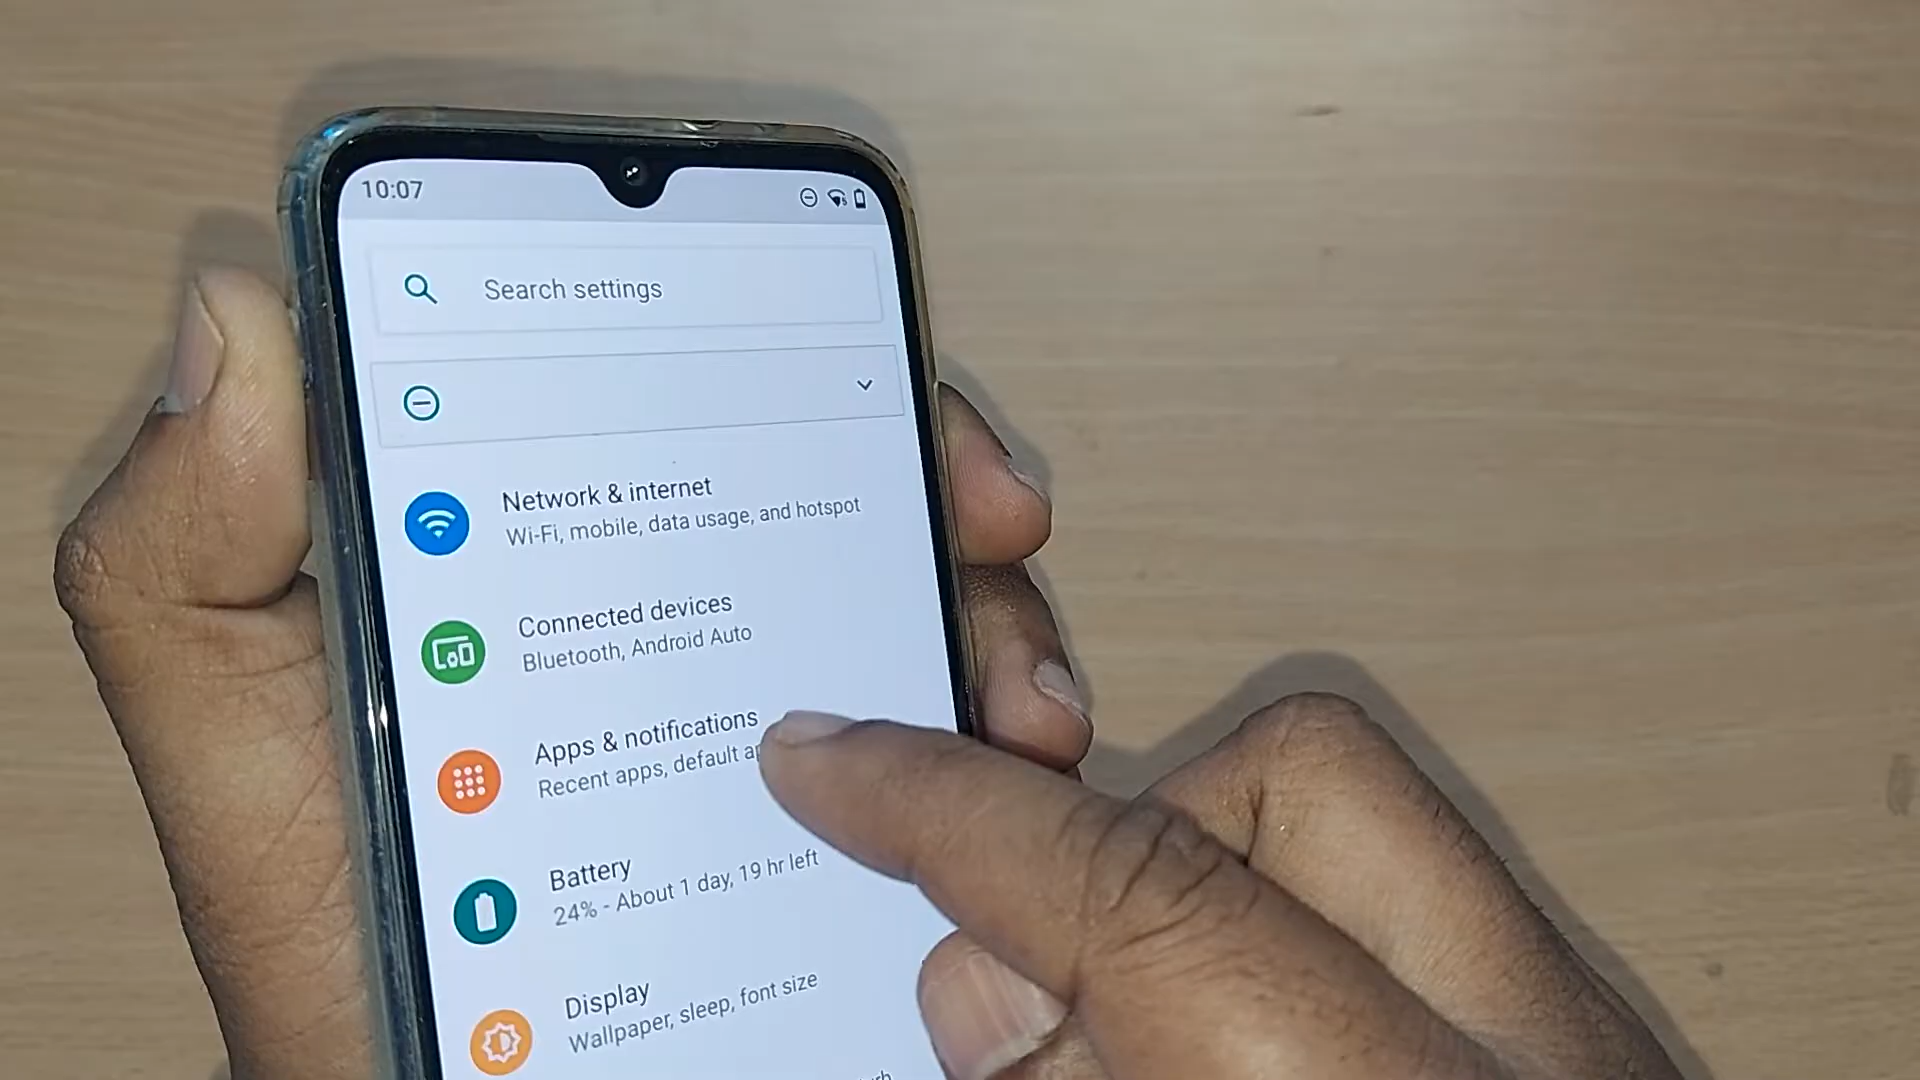 10:07
Search settings
Network & internet
Wi-Fi, mobile, data usage, and hotspot
Connected devices
Bluetooth, Android Auto
Apps & notifications
Recent apps, default
Battery
24% - About 1 day, 19 hr left
Display
Wallpaper, sleep, font size